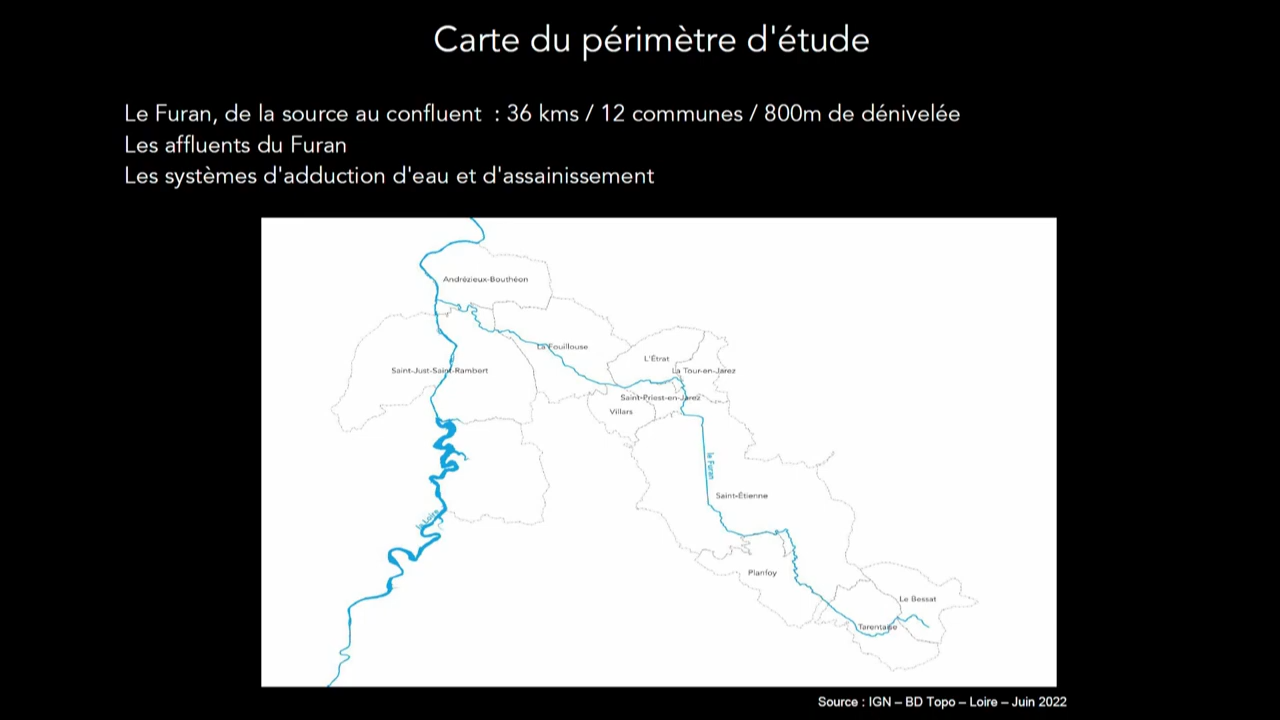 Carte du périmètre d'étude
Le Furan, de la source au confluent : 36 kms / 12 communes / 800m de dénivelée
Les affluents du Furan
Les systèmes d'adduction d'eau et d'assainissement
Andrézieux-Bouthéon
La Fouillouse
L'Étrat
Saint-Just-Saint-Rambert
La Tour-en-Jarez
Saint-Priest-en-Jarez
Villars
le Furan
Saint-Étienne
la Loire
Planfoy
Le Bessat
Tarentaise
Source : IGN – BD Topo – Loire – Juin 2022